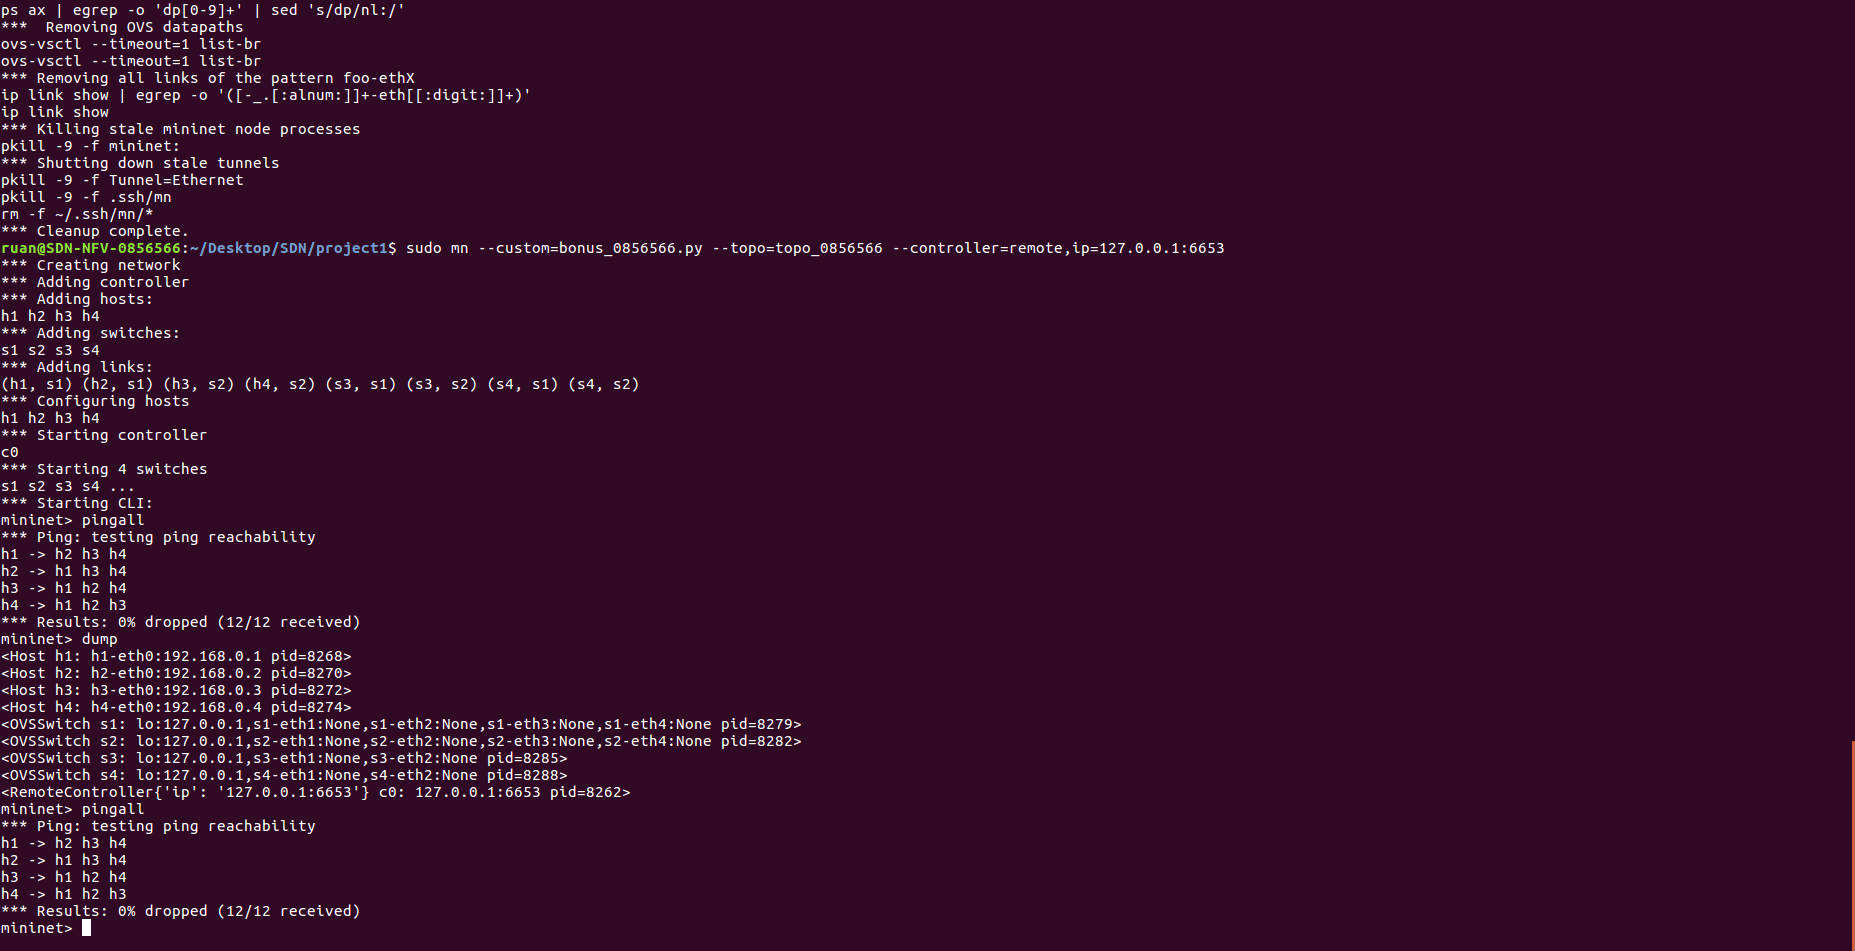 ps ax | egrep -o 'dp[0-9]+' | sed 's/dp/nl:/'
***  Removing OVS datapaths
ovs-vsctl --timeout=1 list-br
ovs-vsctl --timeout=1 list-br
*** Removing all links of the pattern foo-ethX
ip link show | egrep -o '([-_.[:alnum:]]+-eth[[:digit:]]+)'
ip link show
*** Killing stale mininet node processes
pkill -9 -f mininet:
*** Shutting down stale tunnels
pkill -9 -f Tunnel=Ethernet
pkill -9 -f .ssh/mn
rm -f ~/.ssh/mn/*
*** Cleanup complete.
ruan@SDN-NFV-0856566:~/Desktop/SDN/project1$ sudo mn --custom=bonus_0856566.py --topo=topo_0856566 --controller=remote,ip=127.0.0.1:6653
*** Creating network
*** Adding controller
*** Adding hosts:
h1 h2 h3 h4
*** Adding switches:
s1 s2 s3 s4
*** Adding links:
(h1, s1) (h2, s1) (h3, s2) (h4, s2) (s3, s1) (s3, s2) (s4, s1) (s4, s2)
*** Configuring hosts
h1 h2 h3 h4
*** Starting controller
c0
*** Starting 4 switches
s1 s2 s3 s4 ...
*** Starting CLI:
mininet> pingall
*** Ping: testing ping reachability
h1 -> h2 h3 h4
h2 -> h1 h3 h4
h3 -> h1 h2 h4
h4 -> h1 h2 h3
*** Results: 0% dropped (12/12 received)
mininet> dump
<Host h1: h1-eth0:192.168.0.1 pid=8268>
<Host h2: h2-eth0:192.168.0.2 pid=8270>
<Host h3: h3-eth0:192.168.0.3 pid=8272>
<Host h4: h4-eth0:192.168.0.4 pid=8274>
<OVSSwitch s1: lo:127.0.0.1,s1-eth1:None,s1-eth2:None,s1-eth3:None,s1-eth4:None pid=8279>
<OVSSwitch s2: lo:127.0.0.1,s2-eth1:None,s2-eth2:None,s2-eth3:None,s2-eth4:None pid=8282>
<OVSSwitch s3: lo:127.0.0.1,s3-eth1:None,s3-eth2:None pid=8285>
<OVSSwitch s4: lo:127.0.0.1,s4-eth1:None,s4-eth2:None pid=8288>
<RemoteController{'ip': '127.0.0.1:6653'} c0: 127.0.0.1:6653 pid=8262>
mininet> pingall
*** Ping: testing ping reachability
h1 -> h2 h3 h4
h2 -> h1 h3 h4
h3 -> h1 h2 h4
h4 -> h1 h2 h3
*** Results: 0% dropped (12/12 received)
mininet>